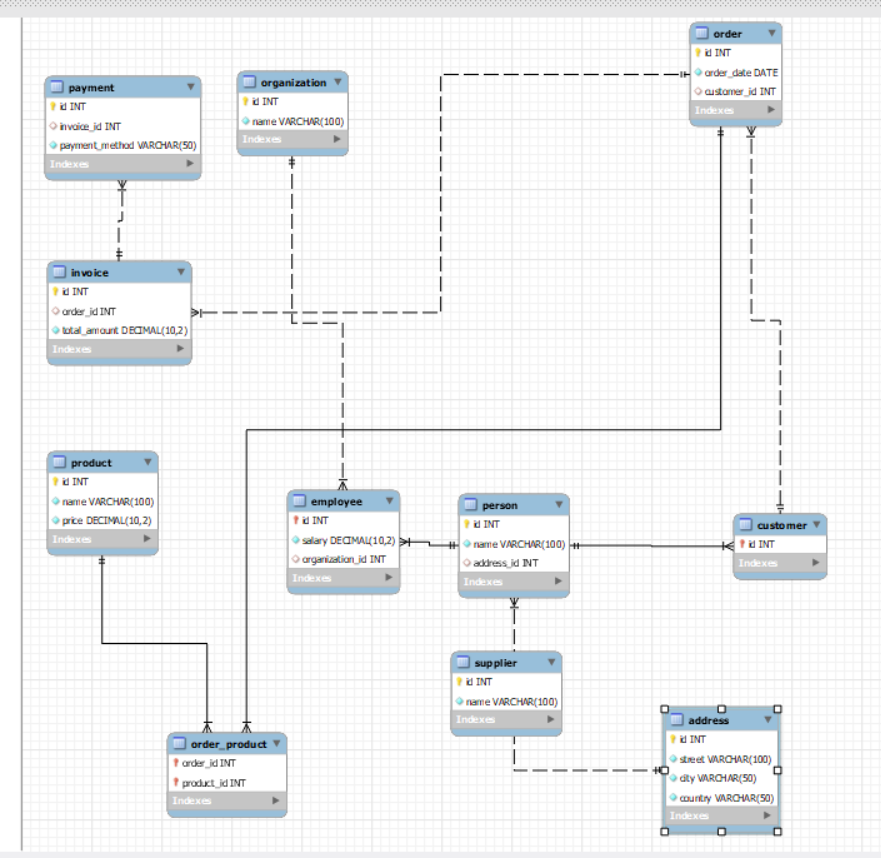 order
id INT
order_date DATE
customer_id INT
Indexes
payment
id INT
invoice_id INT
payment_method VARCHAR(50)
Indexes
organization
id INT
name VARCHAR(100)
Indexes
invoice
id INT
order_id INT
total_amount DECIMAL(10,2)
Indexes
product
id INT
name VARCHAR(100)
price DECIMAL(10,2)
Indexes
employee
id INT
salary DECIMAL(10,2)
organization_id INT
Indexes
person
id INT
name VARCHAR(100)
address_id INT
Indexes
customer
id INT
Indexes
supplier
id INT
name VARCHAR(100)
Indexes
address
id INT
street VARCHAR(100)
city VARCHAR(50)
country VARCHAR(50)
Indexes
order_product
order_id INT
product_id INT
Indexes